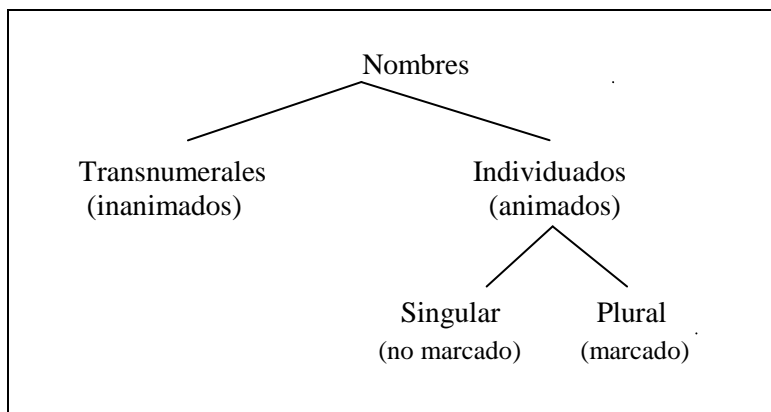 Nombres
Transnumerales Individuados
(inanimados) (animados)
Singular Plural
(no marcado) (marcado)